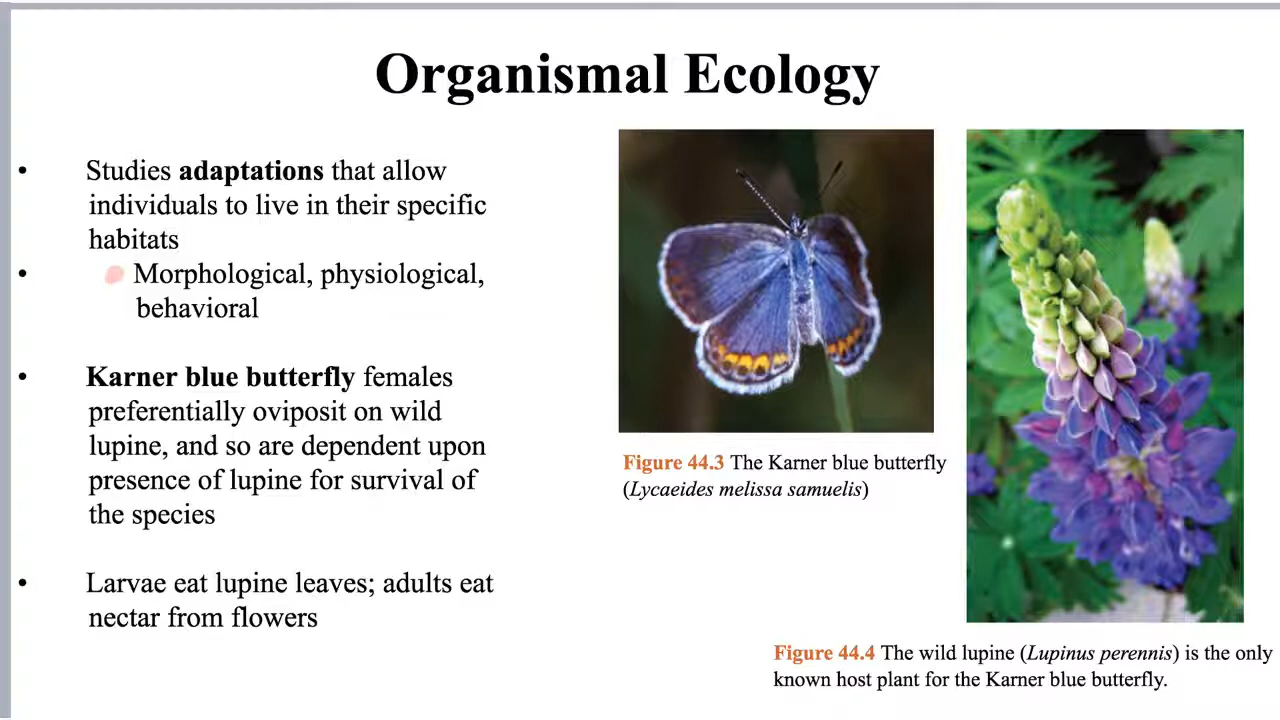 Organismal Ecology
• Studies adaptations that allow
individuals to live in their specific
habitats
• Morphological, physiological,
behavioral
• Karner blue butterfly females
preferentially oviposit on wild
lupine, and so are dependent upon
presence of lupine for survival of
the species
• Larvae eat lupine leaves; adults eat
nectar from flowers
Figure 44.3 The Karner blue butterfly
(Lycaeides melissa samuelis)
Figure 44.4 The wild lupine (Lupinus perennis) is the only
known host plant for the Karner blue butterfly.